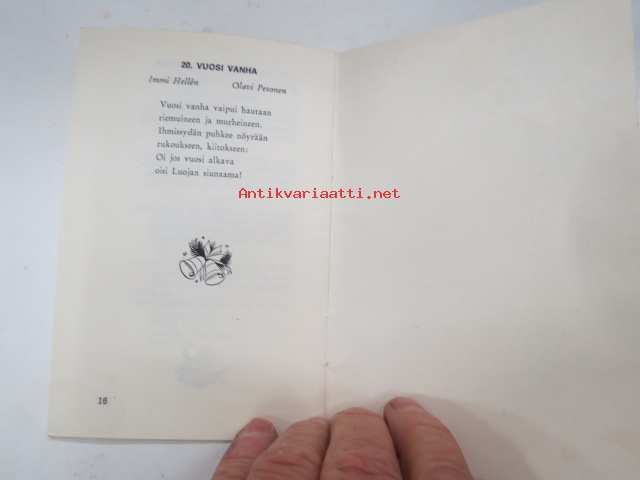 20. VUOSI VANHA
Immi Hellén Olavi Pesonen
Vuosi vanha vaipui hautaan
riemuineen ja murheineen.
Ihmissydän puhkee nöyrään
rukoukseen, kiitokseen:
Oi jos vuosi alkava
oisi Luojan siunaama!
Antikvariaatti.net
16